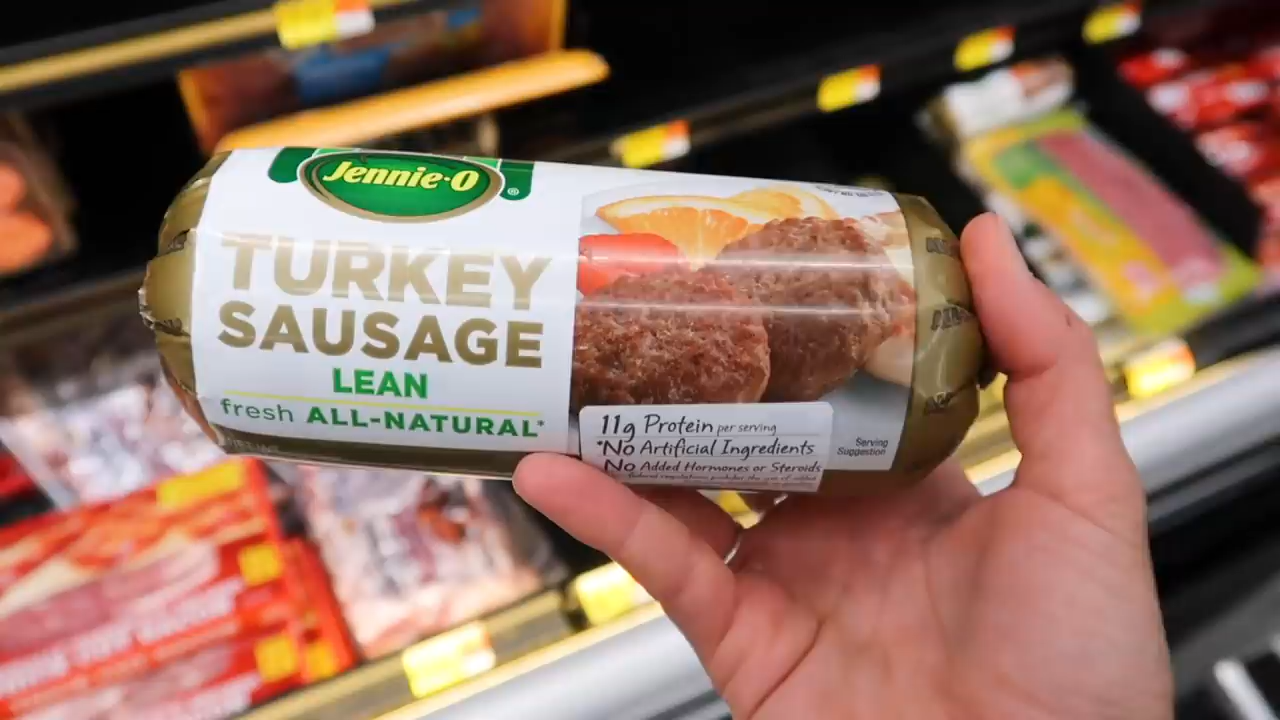 Jennie-O
®
TURKEY
SAUSAGE
LEAN
fresh ALL-NATURAL*
11g Protein per serving
*No Artificial Ingredients
No Added Hormones or Steroids
Serving
Suggestion